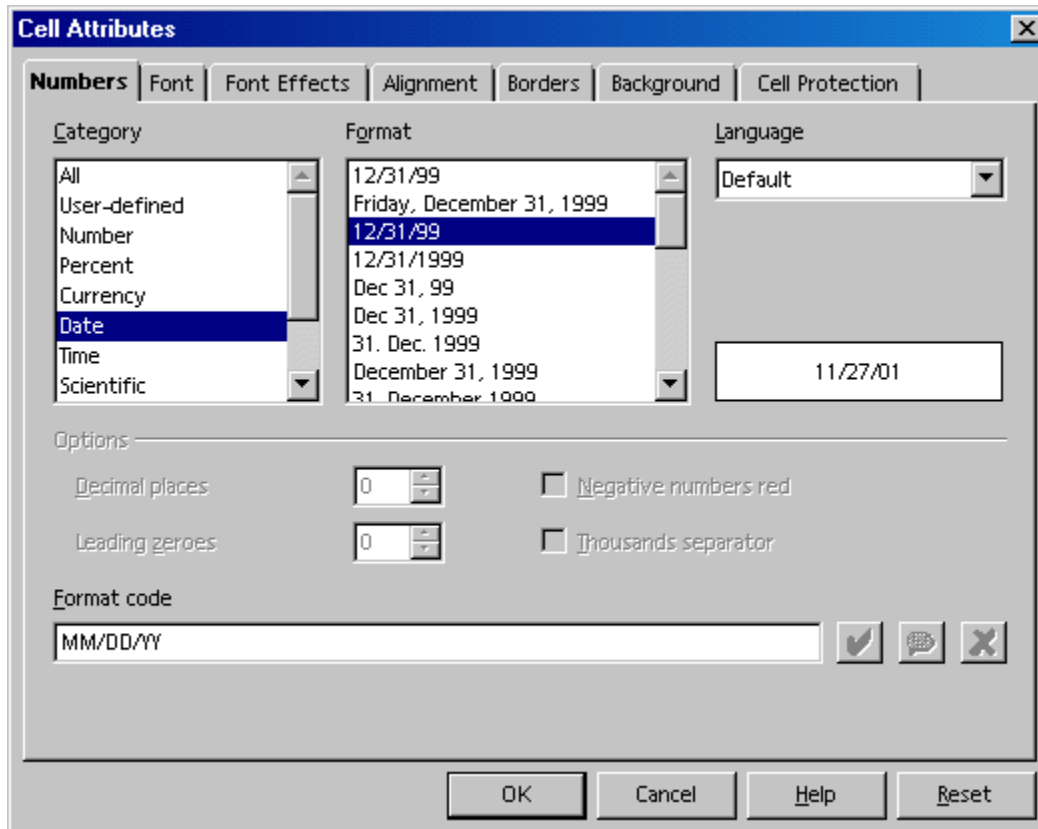 Cell Attributes
Numbers Font Font Effects Alignment Borders Background Cell Protection
Category
All
User-defined
Number
Percent
Currency
Date
Time
Scientific
Format
12/31/99
Friday, December 31, 1999
12/31/99
12/31/1999
Dec 31, 99
Dec 31, 1999
31. Dec. 1999
December 31, 1999
31. December 1999
Language
Default
11/27/01
Options
Decimal places 0 Negative numbers red
Leading zeroes 0 Thousands separator
Format code
MM/DD/YY
OK Cancel Help Reset